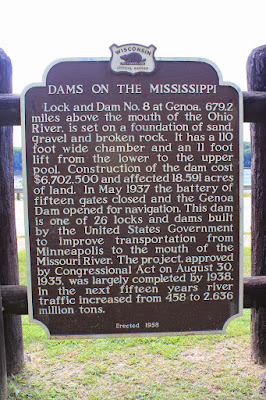 WISCONSIN
OFFICIAL MARKER
DAMS ON THE MISSISSIPPI
Lock and Dam No. 8 at Genoa, 679.2
miles above the mouth of the Ohio
River, is set on a foundation of sand,
gravel and broken rock. It has a 110
foot wide chamber and an 11 foot
lift from the lower to the upper
pool. Construction of the dam cost
$6,702,500 and affected 18,591 acres
of land. In May 1937 the battery of
fifteen gates closed and the Genoa
Dam opened for navigation. This dam
is one of 26 locks and dams built
by the United States Government
to improve transportation from
Minneapolis to the mouth of the
Missouri River. The project, approved
by Congressional Act on August 30,
1935, was largely completed by 1938.
In the next fifteen years river
traffic increased from 458 to 2,636
million tons.
Erected 1958